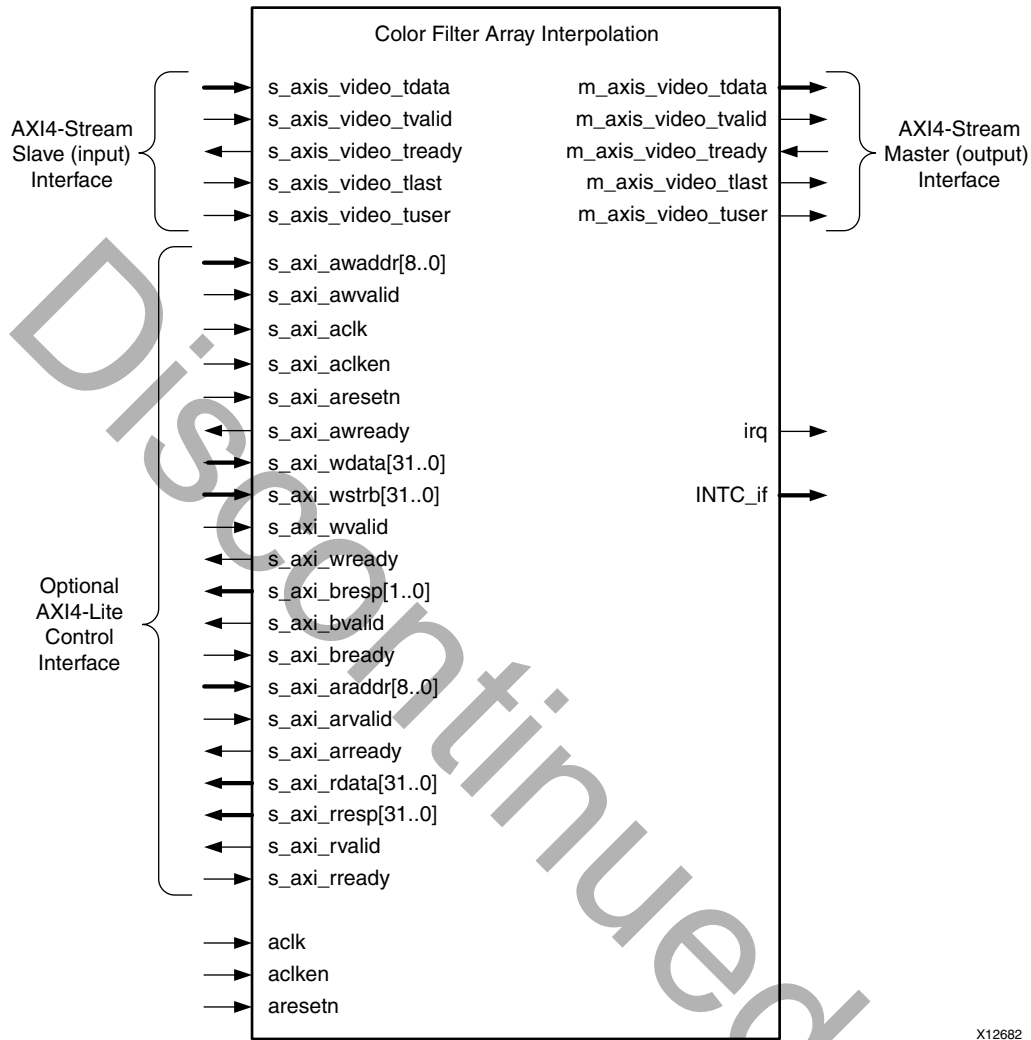 Color Filter Array Interpolation
AXI4-Stream
Slave (input)
Interface
s_axis_video_tdata
s_axis_video_tvalid
s_axis_video_tready
s_axis_video_tlast
s_axis_video_tuser
m_axis_video_tdata
m_axis_video_tvalid
m_axis_video_tready
m_axis_video_tlast
m_axis_video_tuser
AXI4-Stream
Master (output)
Interface
Optional
AXI4-Lite
Control
Interface
s_axi_awaddr[8..0]
s_axi_awvalid
s_axi_aclk
s_axi_aclken
s_axi_aresetn
s_axi_awready
s_axi_wdata[31..0]
s_axi_wstrb[31..0]
s_axi_wvalid
s_axi_wready
s_axi_bresp[1..0]
s_axi_bvalid
s_axi_bready
s_axi_araddr[8..0]
s_axi_arvalid
s_axi_arready
s_axi_rdata[31..0]
s_axi_rresp[31..0]
s_axi_rvalid
s_axi_rready
irq
INTC_if
aclk
aclken
aresetn
Discontinued
X12682